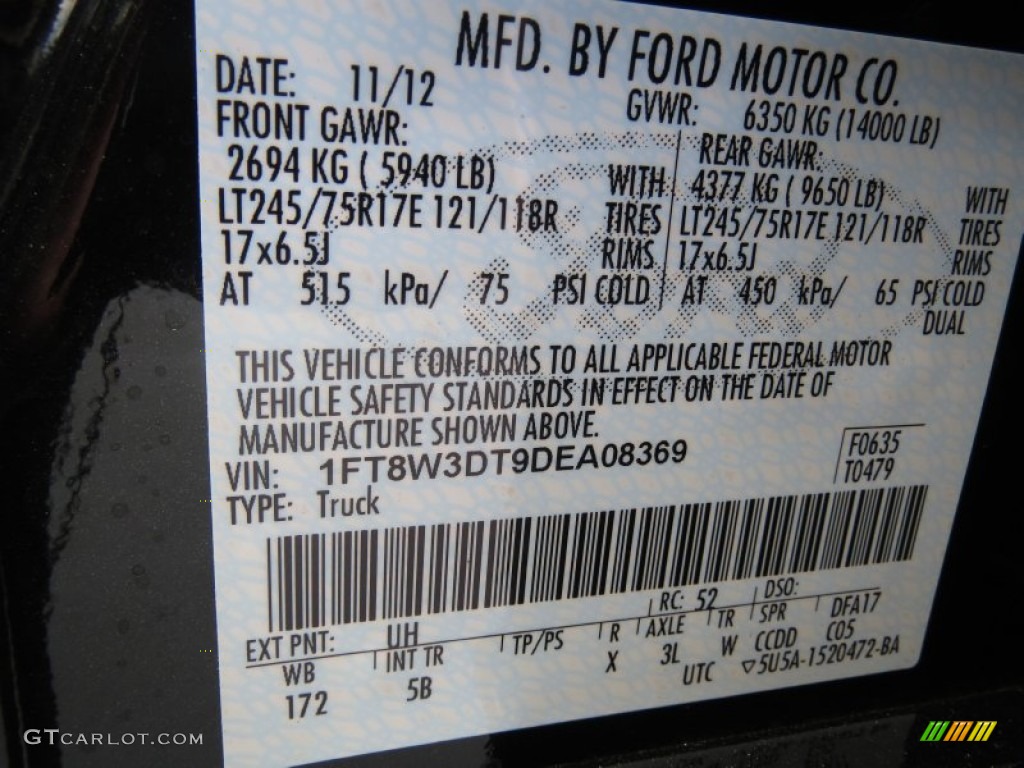 MFD. BY FORD MOTOR CO.
DATE: 11/12 GVWR: 6350 KG (14000 LB)
FRONT GAWR: REAR GAWR:
2694 KG ( 5940 LB) WITH 4377 KG ( 9650 LB) WITH
LT245/75R17E 121/118R TIRES LT245/75R17E 121/118R TIRES
17x6.5J RIMS 17x6.5J RIMS
AT 515 kPa/ 75 PSI COLD AT 450 kPa/ 65 PSI COLD
DUAL
THIS VEHICLE CONFORMS TO ALL APPLICABLE FEDERAL MOTOR
VEHICLE SAFETY STANDARDS IN EFFECT ON THE DATE OF
MANUFACTURE SHOWN ABOVE.
VIN: 1FT8W3DT9DEA08369 F0635
TYPE: Truck T0479
EXT PNT: UH RC: 52 DSO:
WB INT TR TP/PS R AXLE TR SPR DFA17
172 5B X 3L W CCDD C05
UTC ▽5U5A-1520472-BA
GTCARLOT.COM